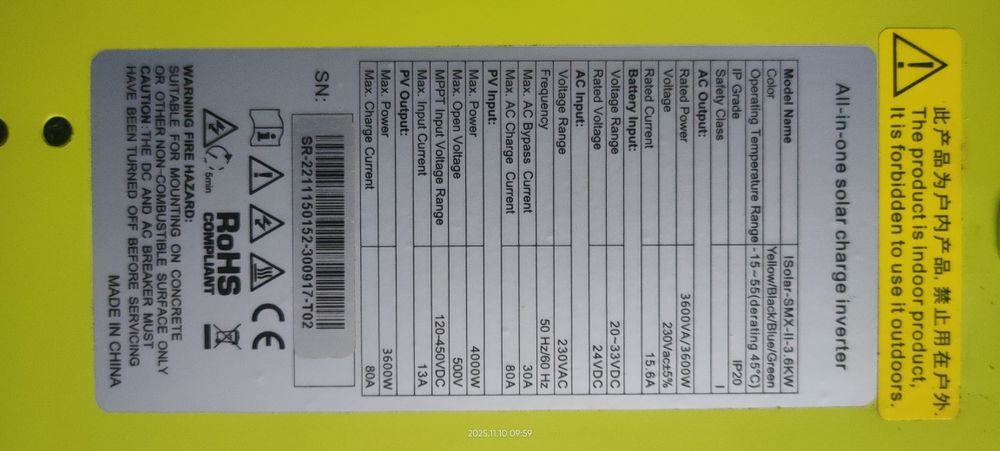 此产品为户内产品, 禁止用在户外.
The product is indoor product,
It is forbidden to use it outdoors.
All-in-one solar charge inverter
Model Name ISolar-SMX-II-3.6KW
Color Yellow/Black/Blue/Green
Operating Temperature Range -15~55(derating 45°C)
IP Grade IP20
Safety Class I
AC Output:
Rated Power 3600VA/3600W
Voltage 230Vac±5%
Rated Current 15.6A
Battery Input:
Voltage Range 20~33VDC
Rated Voltage 24VDC
AC Input:
Voltage Range 230VAC
Frequency 50 Hz/60 Hz
Max. AC Bypass Current 30A
Max. AC Charge Current 80A
PV Input:
Max. Power 4000W
Max. Open Voltage 500V
MPPT Input Voltage Range 120-450VDC
Max. Input Current 13A
PV Output:
Max. Power 3600W
Max. Charge Current 80A
SN:
SR-2211150152-300917-T02
CE
5min
RoHS
COMPLIANT
WARNING FIRE HAZARD:
SUITABLE FOR MOUNTING ON CONCRETE
OR OTHER NON-COMBUSTIBLE SURFACE ONLY
CAUTION :THE DC AND AC BREAKER MUST
HAVE BEEN TURNED OFF BEFORE SERVICING
MADE IN CHINA
2025.11.10 09:59